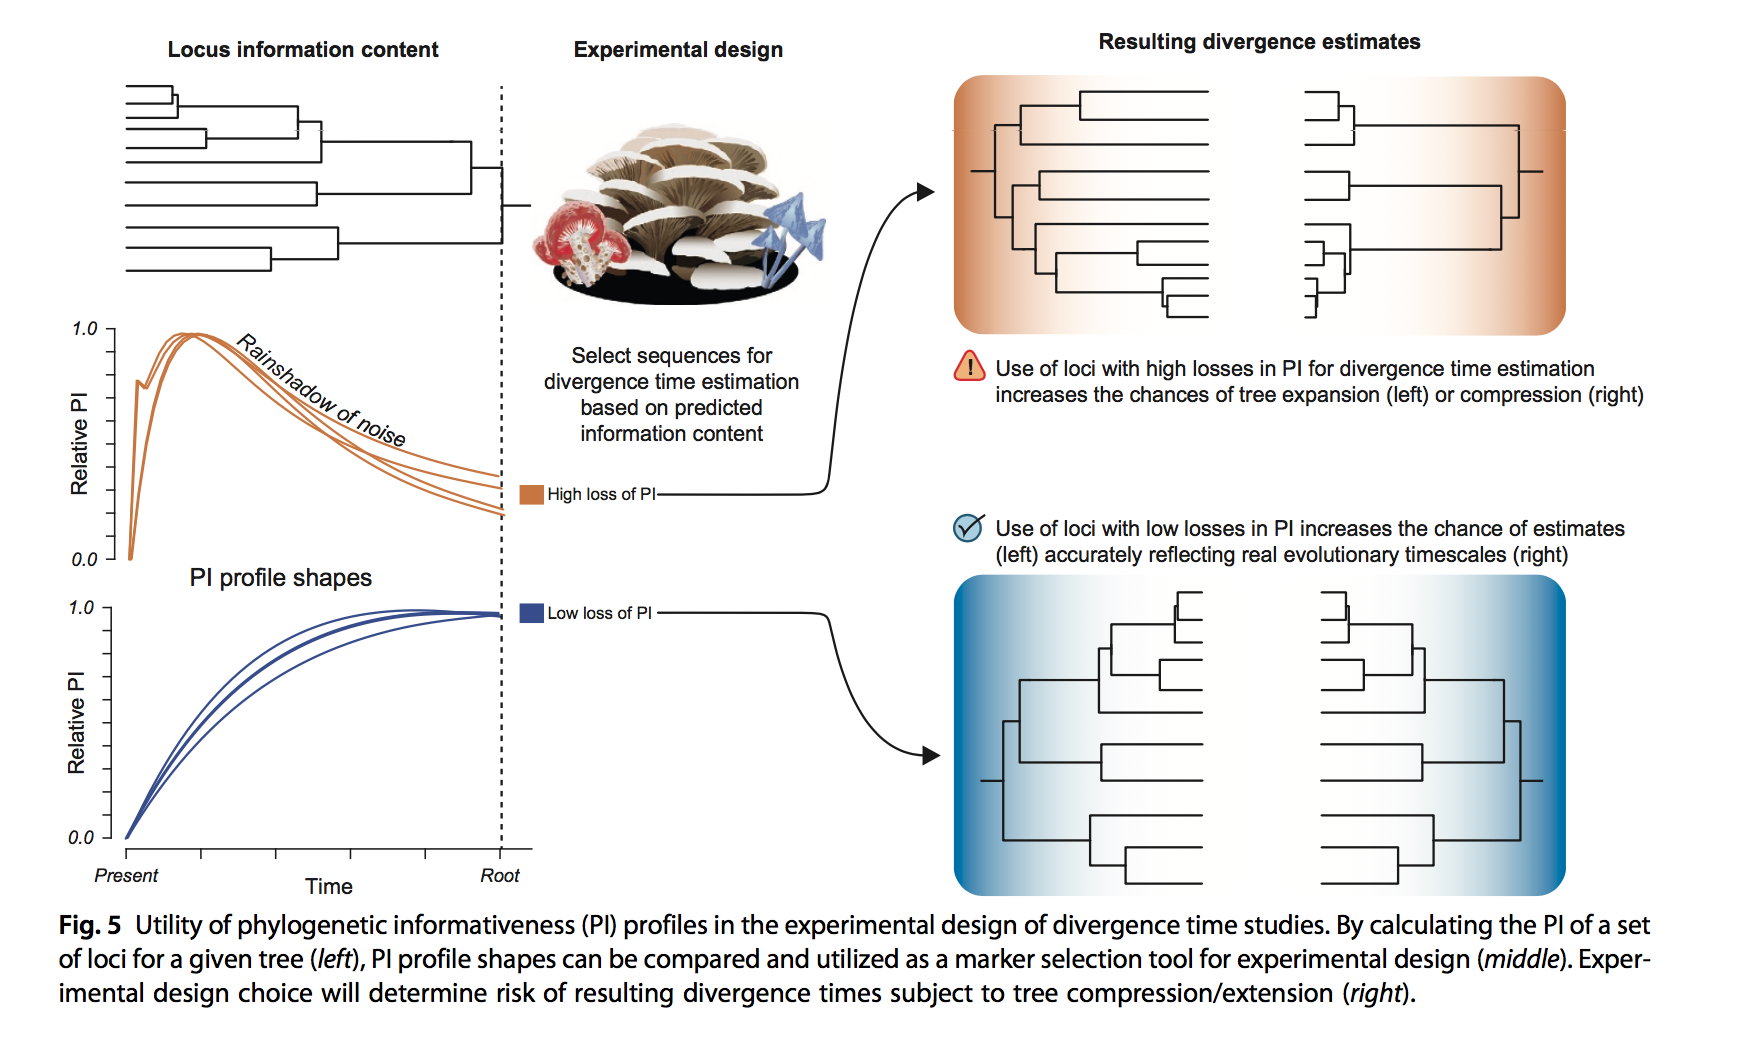 Locus information content
Experimental design
Resulting divergence estimates
1.0
Rainshadow of noise
Relative PI
0.0
PI profile shapes
1.0
Relative PI
0.0
Present
Time
Root
Select sequences for
divergence time estimation
based on predicted
information content
High loss of PI
Low loss of PI
! Use of loci with high losses in PI for divergence time estimation
increases the chances of tree expansion (left) or compression (right)
Use of loci with low losses in PI increases the chance of estimates
(left) accurately reflecting real evolutionary timescales (right)
Fig. 5 Utility of phylogenetic informativeness (PI) profiles in the experimental design of divergence time studies. By calculating the PI of a set
of loci for a given tree (left), PI profile shapes can be compared and utilized as a marker selection tool for experimental design (middle). Exper-
imental design choice will determine risk of resulting divergence times subject to tree compression/extension (right).